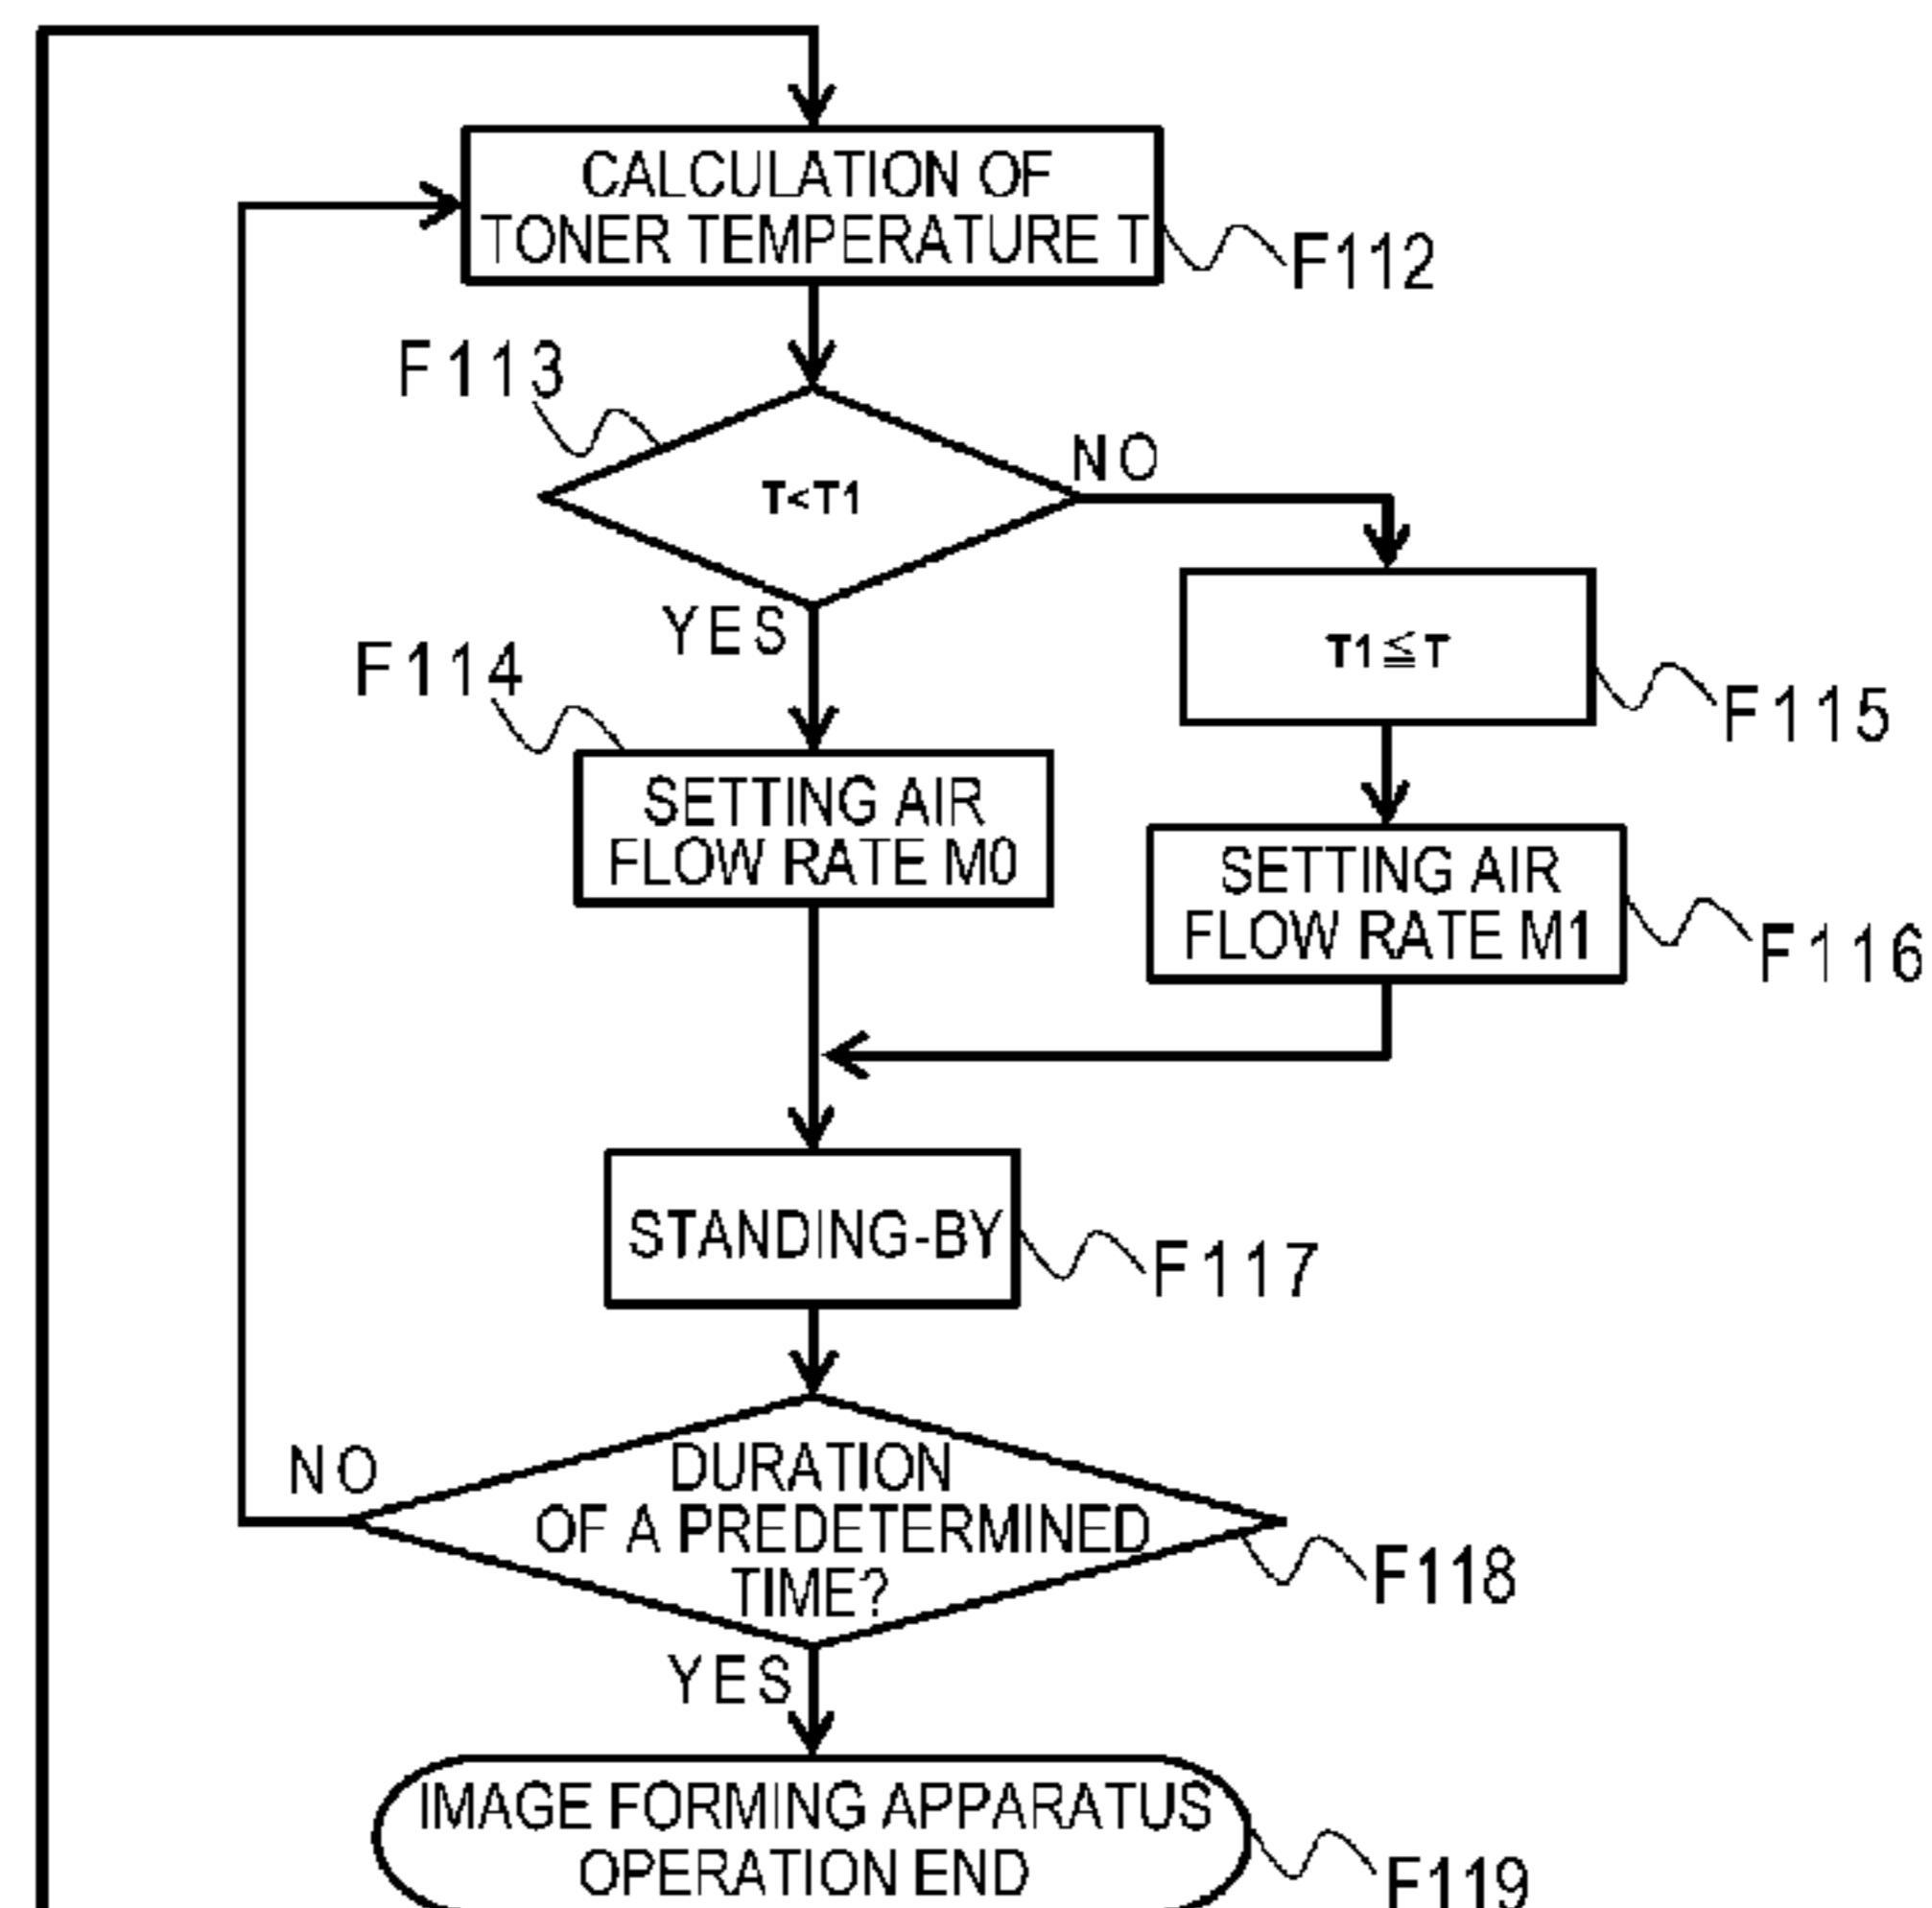 CALCULATION OF
TONER TEMPERATURE T
F112
F113
T<T1
NO
YES
T1≦T
F115
F114
SETTING AIR
FLOW RATE M0
SETTING AIR
FLOW RATE M1
F116
STANDING-BY
F117
NO
DURATION
OF A PREDETERMINED
TIME?
F118
YES
IMAGE FORMING APPARATUS
OPERATION END
F119